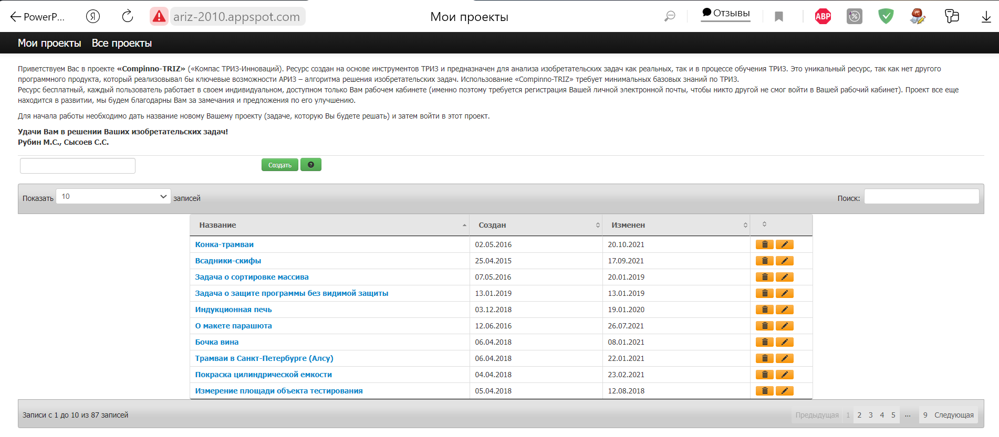 PowerP...
Я
ariz-2010.appspot.com
Мои проекты
Отзывы
ABP
Мои проекты Все проекты
Приветствуем Вас в проекте «Compinno-TRIZ» («Компас ТРИЗ-Инноваций). Ресурс создан на основе инструментов ТРИЗ и предназначен для анализа изобретательских задач как реальных, так и в процессе обучения ТРИЗ. Это уникальный ресурс, так как нет другого
программного продукта, который реализовывал бы ключевые возможности АРИЗ – алгоритма решения изобретательских задач. Использование «Compinno-TRIZ» требует минимальных базовых знаний по ТРИЗ.
Ресурс бесплатный, каждый пользователь работает в своем индивидуальном, доступном только Вам рабочем кабинете (именно поэтому требуется регистрация Вашей личной электронной почты, чтобы никто другой не смог войти в Вашей рабочий кабинет). Проект все еще
находится в развитии, мы будем благодарны Вам за замечания и предложения по его улучшению.
Для начала работы необходимо дать название новому Вашему проекту (задаче, которую Вы будете решать) и затем войти в этот проект.
Удачи Вам в решении Ваших изобретательских задач!
Рубин М.С., Сысоев С.С.
Создать ?
Показать 10 записей Поиск:
Название Создан Изменен
Конка-трамваи 02.05.2016 20.10.2021
Всадники-скифы 25.04.2015 17.09.2021
Задача о сортировке массива 07.05.2016 20.01.2019
Задача о защите программы без видимой защиты 13.01.2019 13.01.2019
Индукционная печь 03.12.2018 19.01.2020
О макете парашюта 12.06.2016 26.07.2021
Бочка вина 06.04.2018 08.01.2021
Трамваи в Санкт-Петербурге (Алсу) 06.04.2018 22.01.2021
Покраска цилиндрической емкости 04.04.2018 23.02.2021
Измерение площади объекта тестирования 05.04.2018 12.08.2018
Записи с 1 до 10 из 87 записей Предыдущая 1 2 3 4 5 ... 9 Следующая